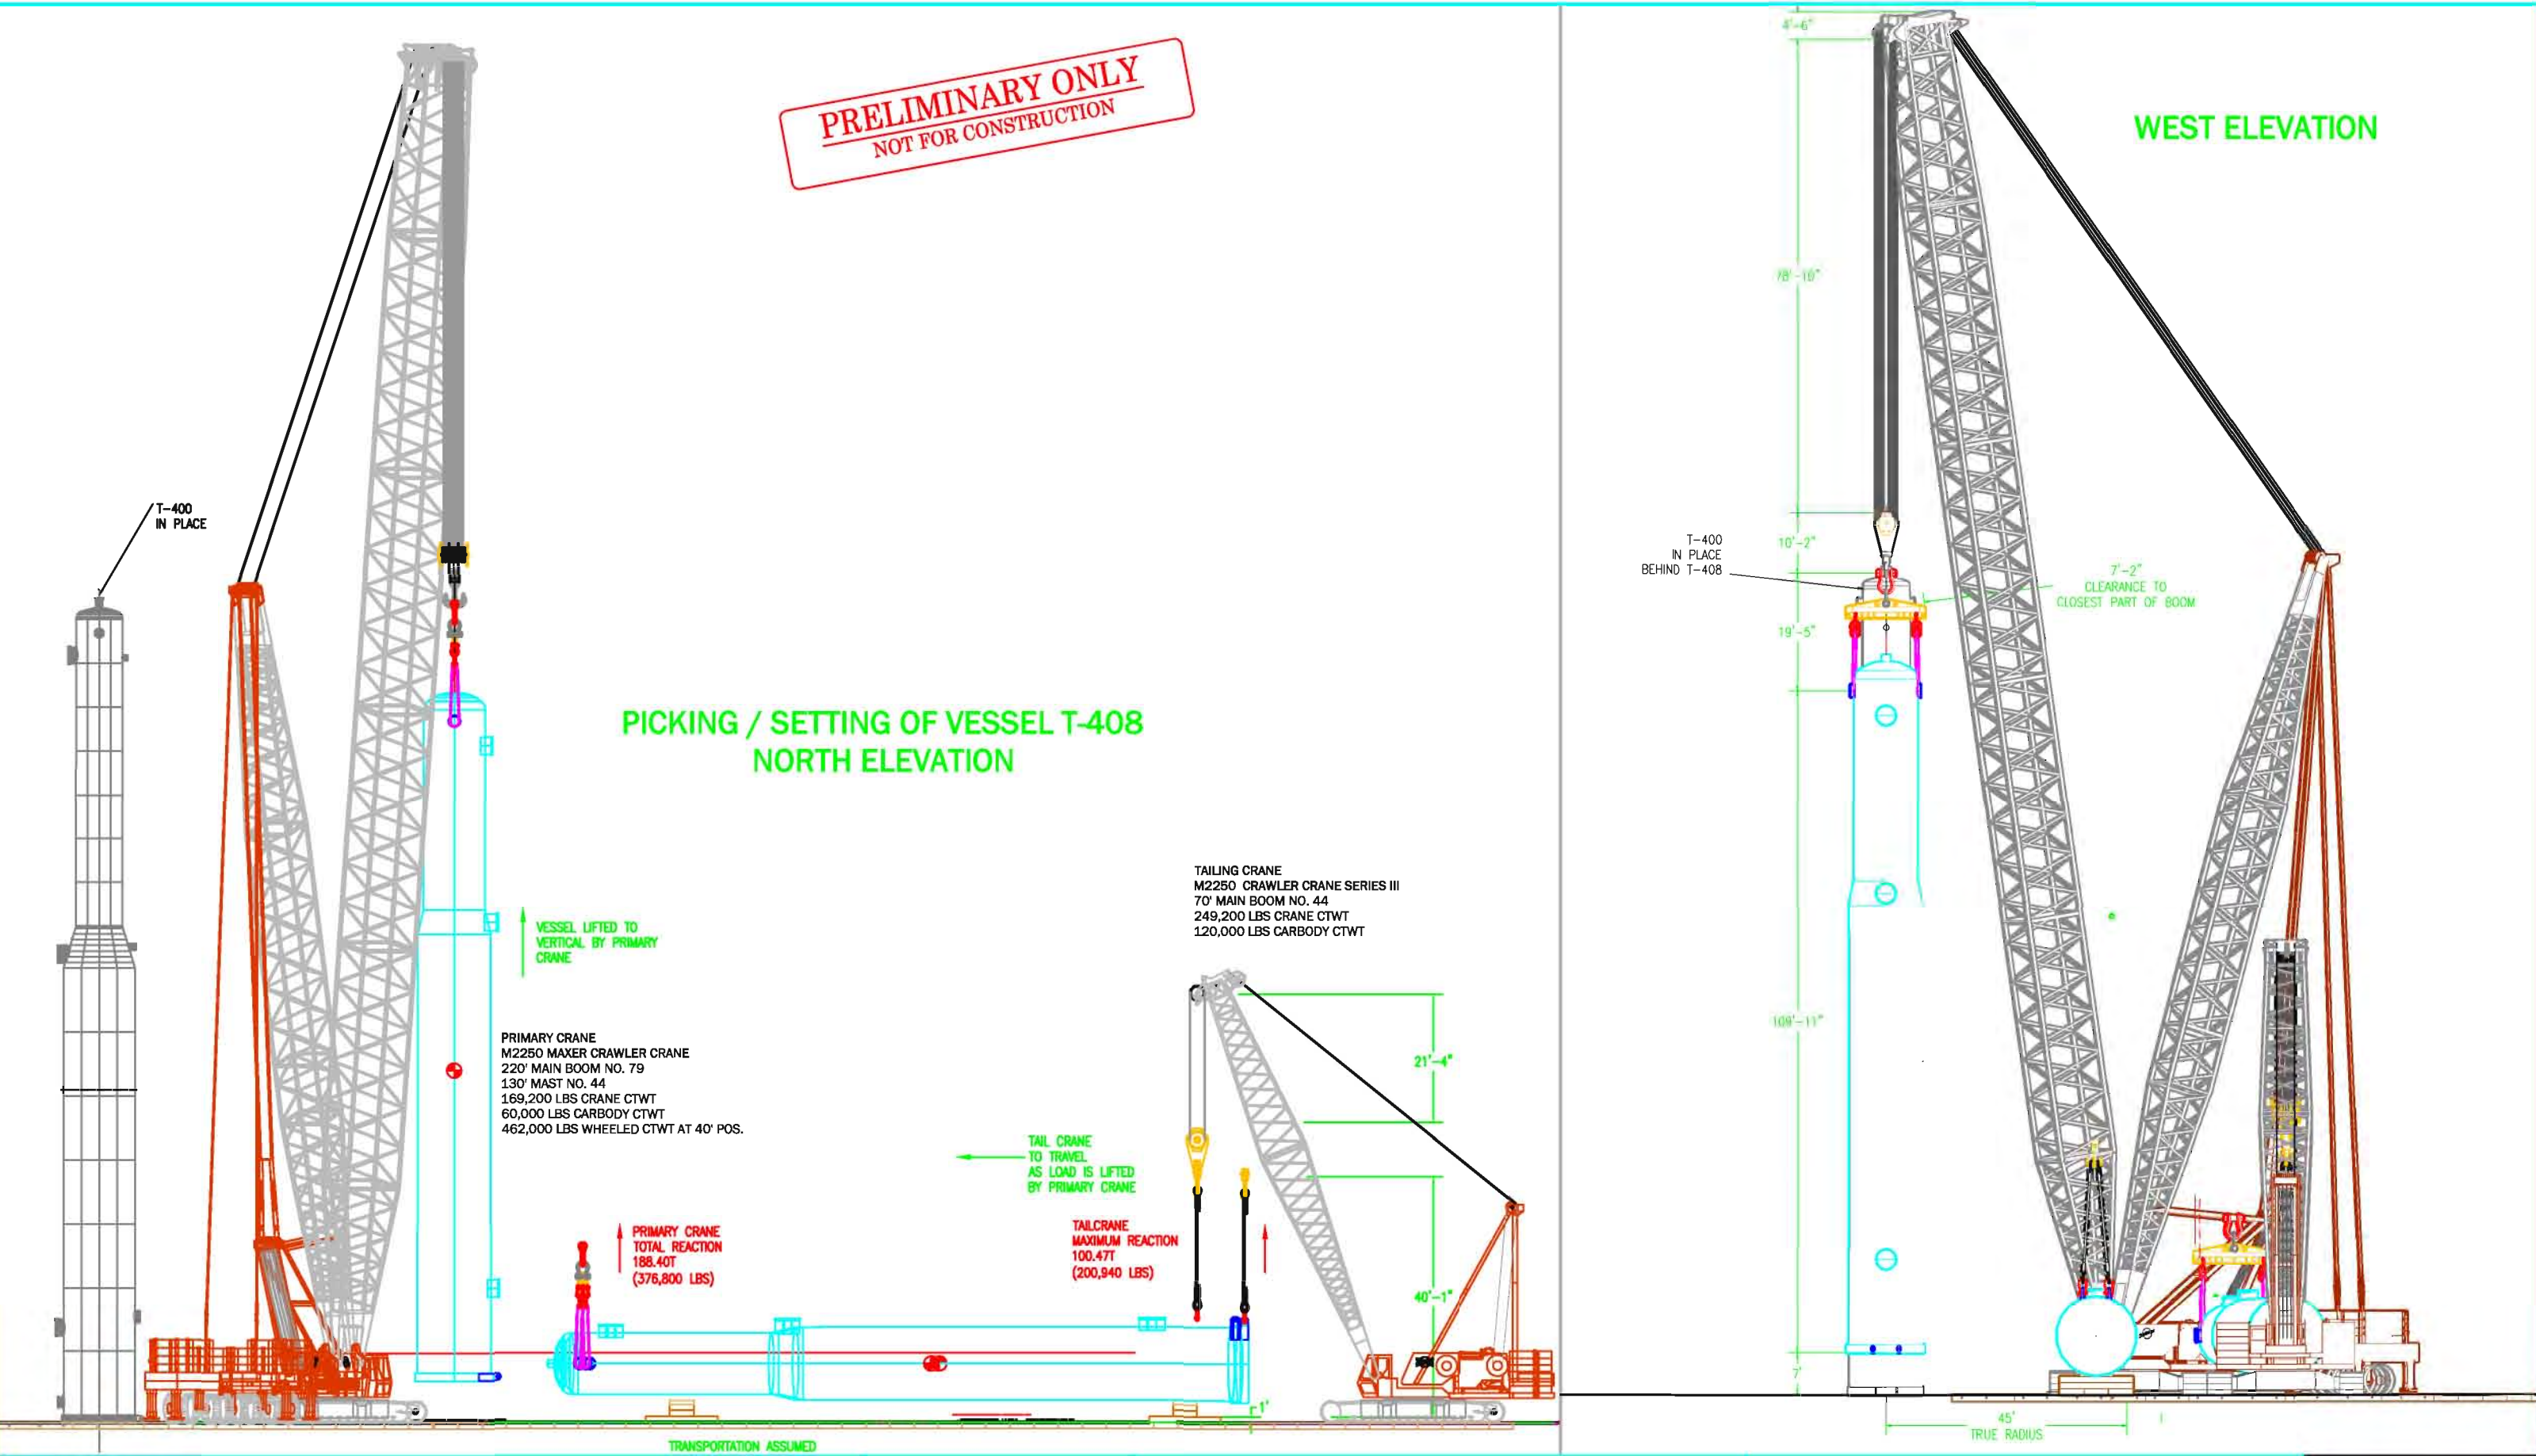 PRELIMINARY ONLY
NOT FOR CONSTRUCTION
T-400
IN PLACE
PICKING / SETTING OF VESSEL T-408
NORTH ELEVATION
VESSEL LIFTED TO
VERTICAL BY PRIMARY
CRANE
PRIMARY CRANE
M2250 MAXER CRAWLER CRANE
220' MAIN BOOM NO. 79
130' MAST NO. 44
169,200 LBS CRANE CTWT
60,000 LBS CARBODY CTWT
462,000 LBS WHEELED CTWT AT 40' POS.
TAILING CRANE
M2250 CRAWLER CRANE SERIES III
70' MAIN BOOM NO. 44
249,200 LBS CRANE CTWT
120,000 LBS CARBODY CTWT
21'-4"
TAIL CRANE
TO TRAVEL
AS LOAD IS LIFTED
BY PRIMARY CRANE
PRIMARY CRANE
TOTAL REACTION
188.40T
(376,800 LBS)
TAILCRANE
MAXIMUM REACTION
100.47T
(200,940 LBS)
40'-1"
1'
TRANSPORTATION ASSUMED
WEST ELEVATION
4'-6"
78'-10"
T-400
IN PLACE
BEHIND T-408
10'-2"
7'-2"
CLEARANCE TO
CLOSEST PART OF BOOM
19'-5"
109'-11"
7'
45'
TRUE RADIUS